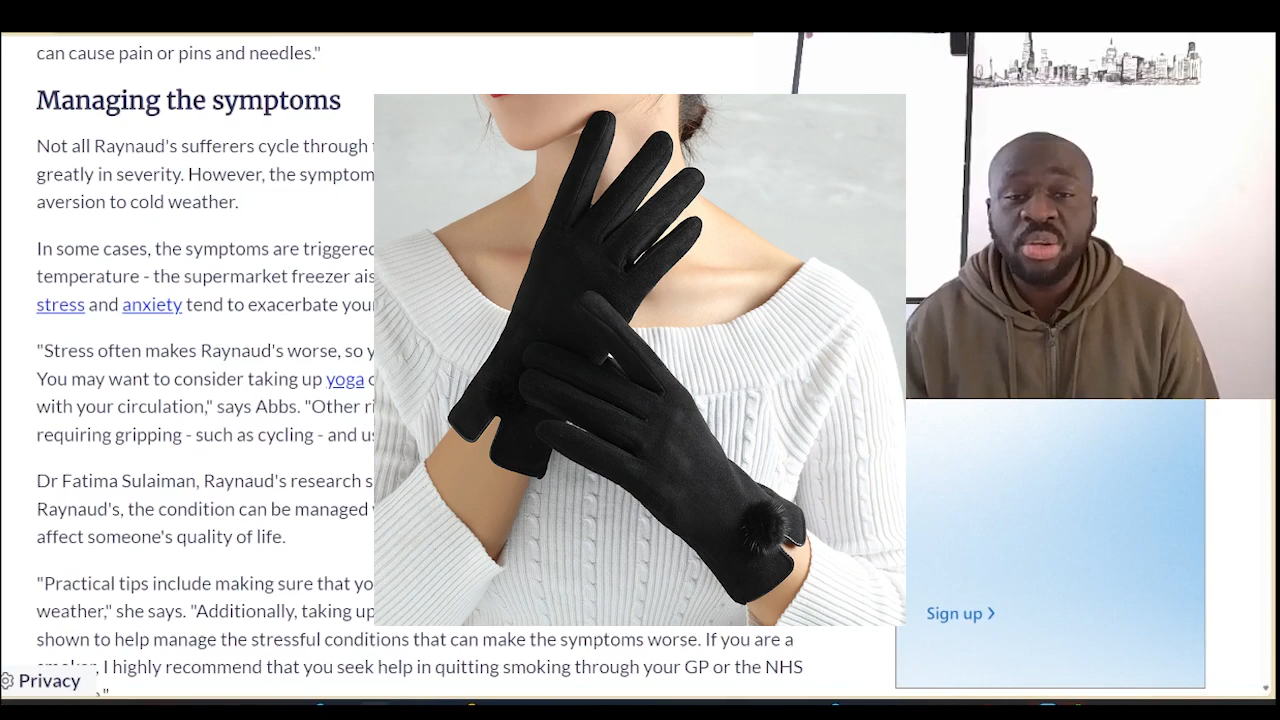 can cause pain or pins and needles."
Managing the symptoms
Not all Raynaud's sufferers cycle through
greatly in severity. However, the symptom
aversion to cold weather.
In some cases, the symptoms are triggered
temperature - the supermarket freezer ais
stress and anxiety tend to exacerbate your
"Stress often makes Raynaud's worse, so y
You may want to consider taking up yoga
with your circulation," says Abbs. "Other ri
requiring gripping - such as cycling - and us
Dr Fatima Sulaiman, Raynaud's research s
Raynaud's, the condition can be managed
affect someone's quality of life.
"Practical tips include making sure that yo
weather," she says. "Additionally, taking up
shown to help manage the stressful conditions that can make the symptoms worse. If you are a
smoker, I highly recommend that you seek help in quitting smoking through your GP or the NHS
Privacy
Sign up